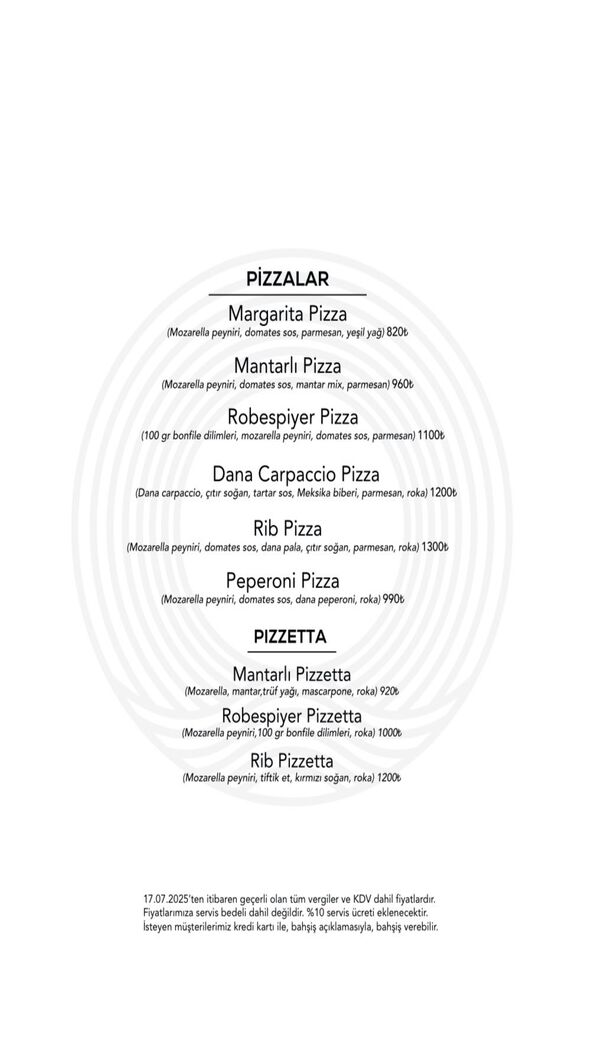 PİZZALAR
Margarita Pizza
(Mozarella peyniri, domates sos, parmesan, yeşil yağ) 820₺
Mantarlı Pizza
(Mozarella peyniri, domates sos, mantar mix, parmesan) 960₺
Robespiyer Pizza
(100 gr bonfile dilimleri, mozarella peyniri, domates sos, parmesan) 1100₺
Dana Carpaccio Pizza
(Dana carpaccio, çıtır soğan, tartar sos, Meksika biberi, parmesan, roka) 1200₺
Rib Pizza
(Mozarella peyniri, domates sos, dana pala, çıtır soğan, parmesan, roka) 1300₺
Peperoni Pizza
(Mozarella peyniri, domates sos, dana peperoni, roka) 990₺
PIZZETTA
Mantarlı Pizzetta
(Mozarella, mantar,trüf yağı, mascarpone, roka) 920₺
Robespiyer Pizzetta
(Mozarella peyniri,100 gr bonfile dilimleri, roka) 1000₺
Rib Pizzetta
(Mozarella peyniri, tiftik et, kırmızı soğan, roka) 1200₺
17.07.2025'ten itibaren geçerli olan tüm vergiler ve KDV dahil fiyatlardır.
Fiyatlarımıza servis bedeli dahil değildir. %10 servis ücreti eklenecektir.
İsteyen müşterilerimiz kredi kartı ile, bahşiş açıklamasıyla, bahşiş verebilir.